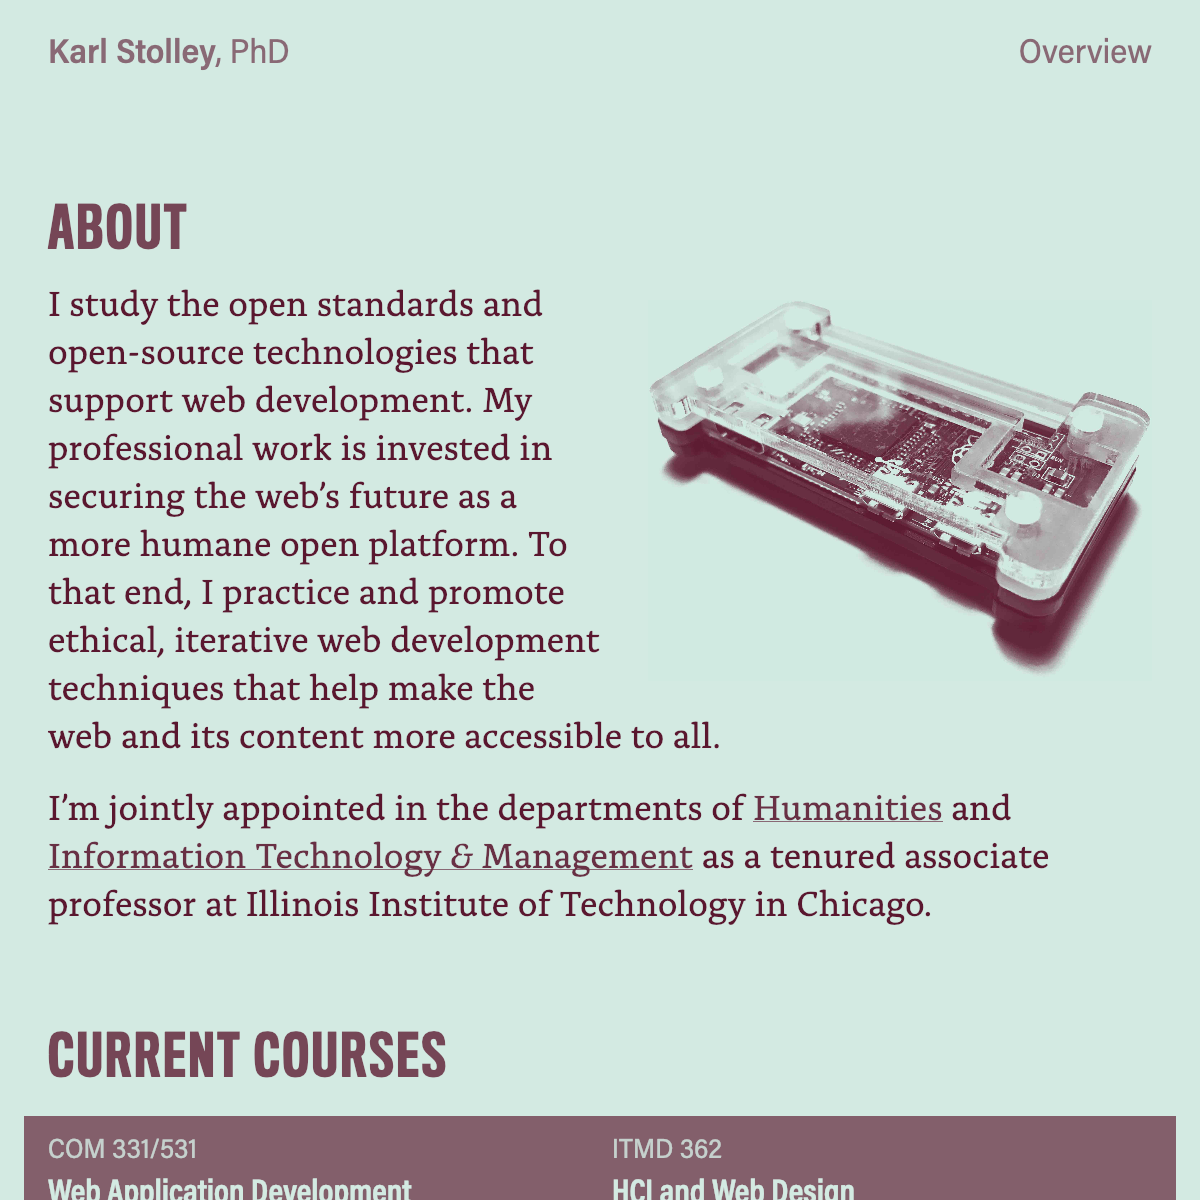 Karl Stolley, PhD
Overview
ABOUT
I study the open standards and
open-source technologies that
support web development. My
professional work is invested in
securing the web’s future as a
more humane open platform. To
that end, I practice and promote
ethical, iterative web development
techniques that help make the
web and its content more accessible to all.
I’m jointly appointed in the departments of Humanities and
Information Technology & Management as a tenured associate
professor at Illinois Institute of Technology in Chicago.
CURRENT COURSES
COM 331/531
Web Application Development
ITMD 362
HCI and Web Design